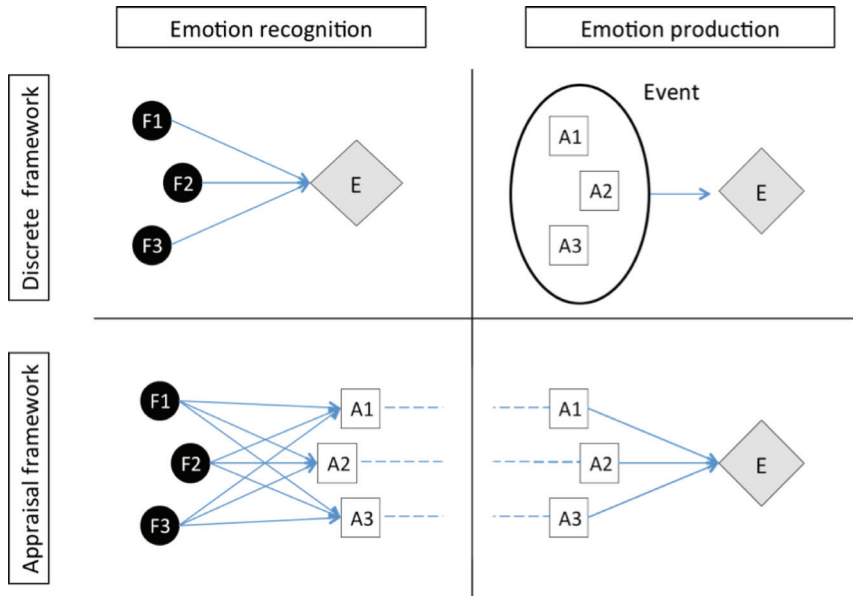 Emotion recognition
Emotion production
Discrete framework
F1
F2
F3
E
Event
A1
A2
A3
E
Appraisal framework
F1
F2
F3
A1
A2
A3
A1
A2
A3
E